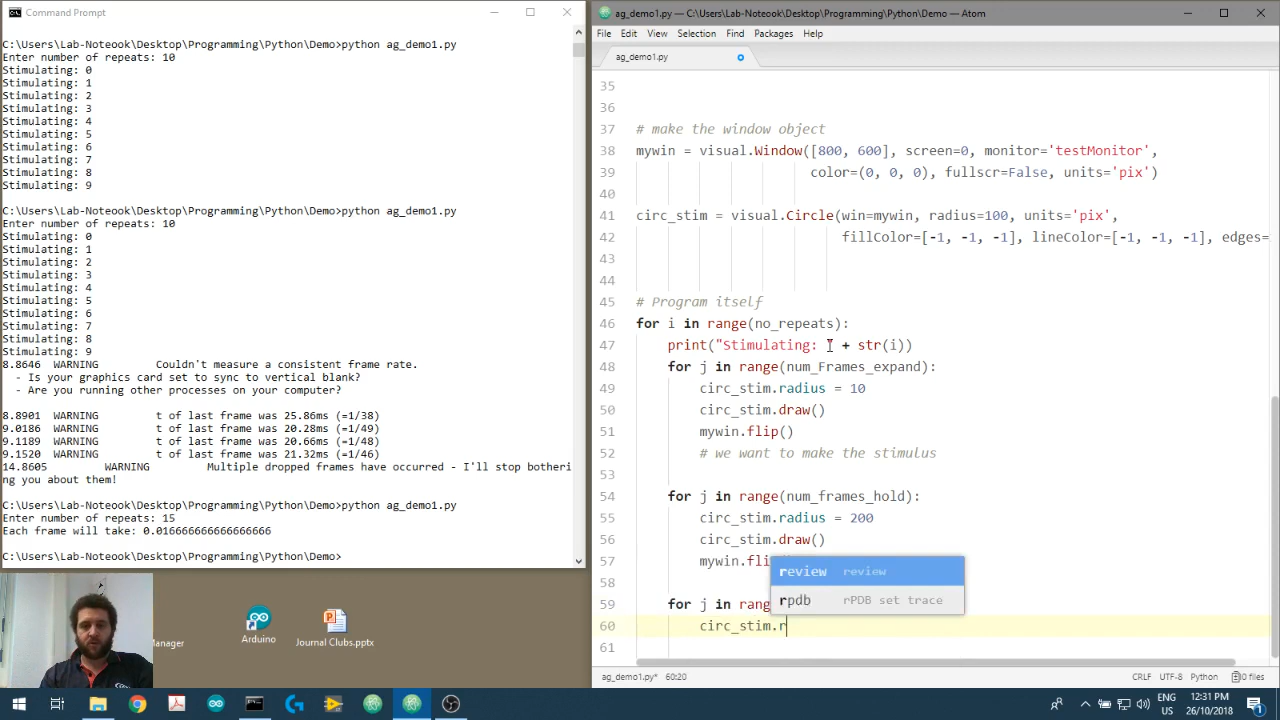 Command Prompt
C:\Users\Lab-Noteook\Desktop\Programming\Python\Demo>python ag_demo1.py
Enter number of repeats: 10
Stimulating: 0
Stimulating: 1
Stimulating: 2
Stimulating: 3
Stimulating: 4
Stimulating: 5
Stimulating: 6
Stimulating: 7
Stimulating: 8
Stimulating: 9
C:\Users\Lab-Noteook\Desktop\Programming\Python\Demo>python ag_demo1.py
Enter number of repeats: 10
Stimulating: 0
Stimulating: 1
Stimulating: 2
Stimulating: 3
Stimulating: 4
Stimulating: 5
Stimulating: 6
Stimulating: 7
Stimulating: 8
Stimulating: 9
8.8646 WARNING Couldn't measure a consistent frame rate.
- Is your graphics card set to sync to vertical blank?
- Are you running other processes on your computer?
8.8901 WARNING t of last frame was 25.86ms (=1/38)
9.0186 WARNING t of last frame was 20.28ms (=1/49)
9.1189 WARNING t of last frame was 20.66ms (=1/48)
9.1520 WARNING t of last frame was 21.32ms (=1/46)
14.8605 WARNING Multiple dropped frames have occurred - I'll stop botheri
ng you about them!
C:\Users\Lab-Noteook\Desktop\Programming\Python\Demo>python ag_demo1.py
Enter number of repeats: 15
Each frame will take: 0.016666666666666666
C:\Users\Lab-Noteook\Desktop\Programming\Python\Demo>
Manager
Arduino
Journal Clubs.pptx
ag_demo1.py — C:\Users\Lab-Noteook\Desktop\Programming\Python\Demo — Atom
File Edit View Selection Find Packages Help
ag_demo1.py
35
36
37 # make the window object
38 mywin = visual.Window([800, 600], screen=0, monitor='testMonitor',
39 color=(0, 0, 0), fullscr=False, units='pix')
40
41 circ_stim = visual.Circle(win=mywin, radius=100, units='pix',
42 fillColor=[-1, -1, -1], lineColor=[-1, -1, -1], edges=
43
44
45 # Program itself
46 for i in range(no_repeats):
47 print("Stimulating: " + str(i))
48 for j in range(num_Frames_expand):
49 circ_stim.radius = 10
50 circ_stim.draw()
51 mywin.flip()
52 # we want to make the stimulus
53
54 for j in range(num_frames_hold):
55 circ_stim.radius = 200
56 circ_stim.draw()
57 mywin.fli
58
59 for j in rang
60 circ_stim.r
61
review review
rpdb rPDB set trace
ag_demo1.py* 60:20
CRLF UTF-8 Python 0 files
ENG
US
12:31 PM
26/10/2018